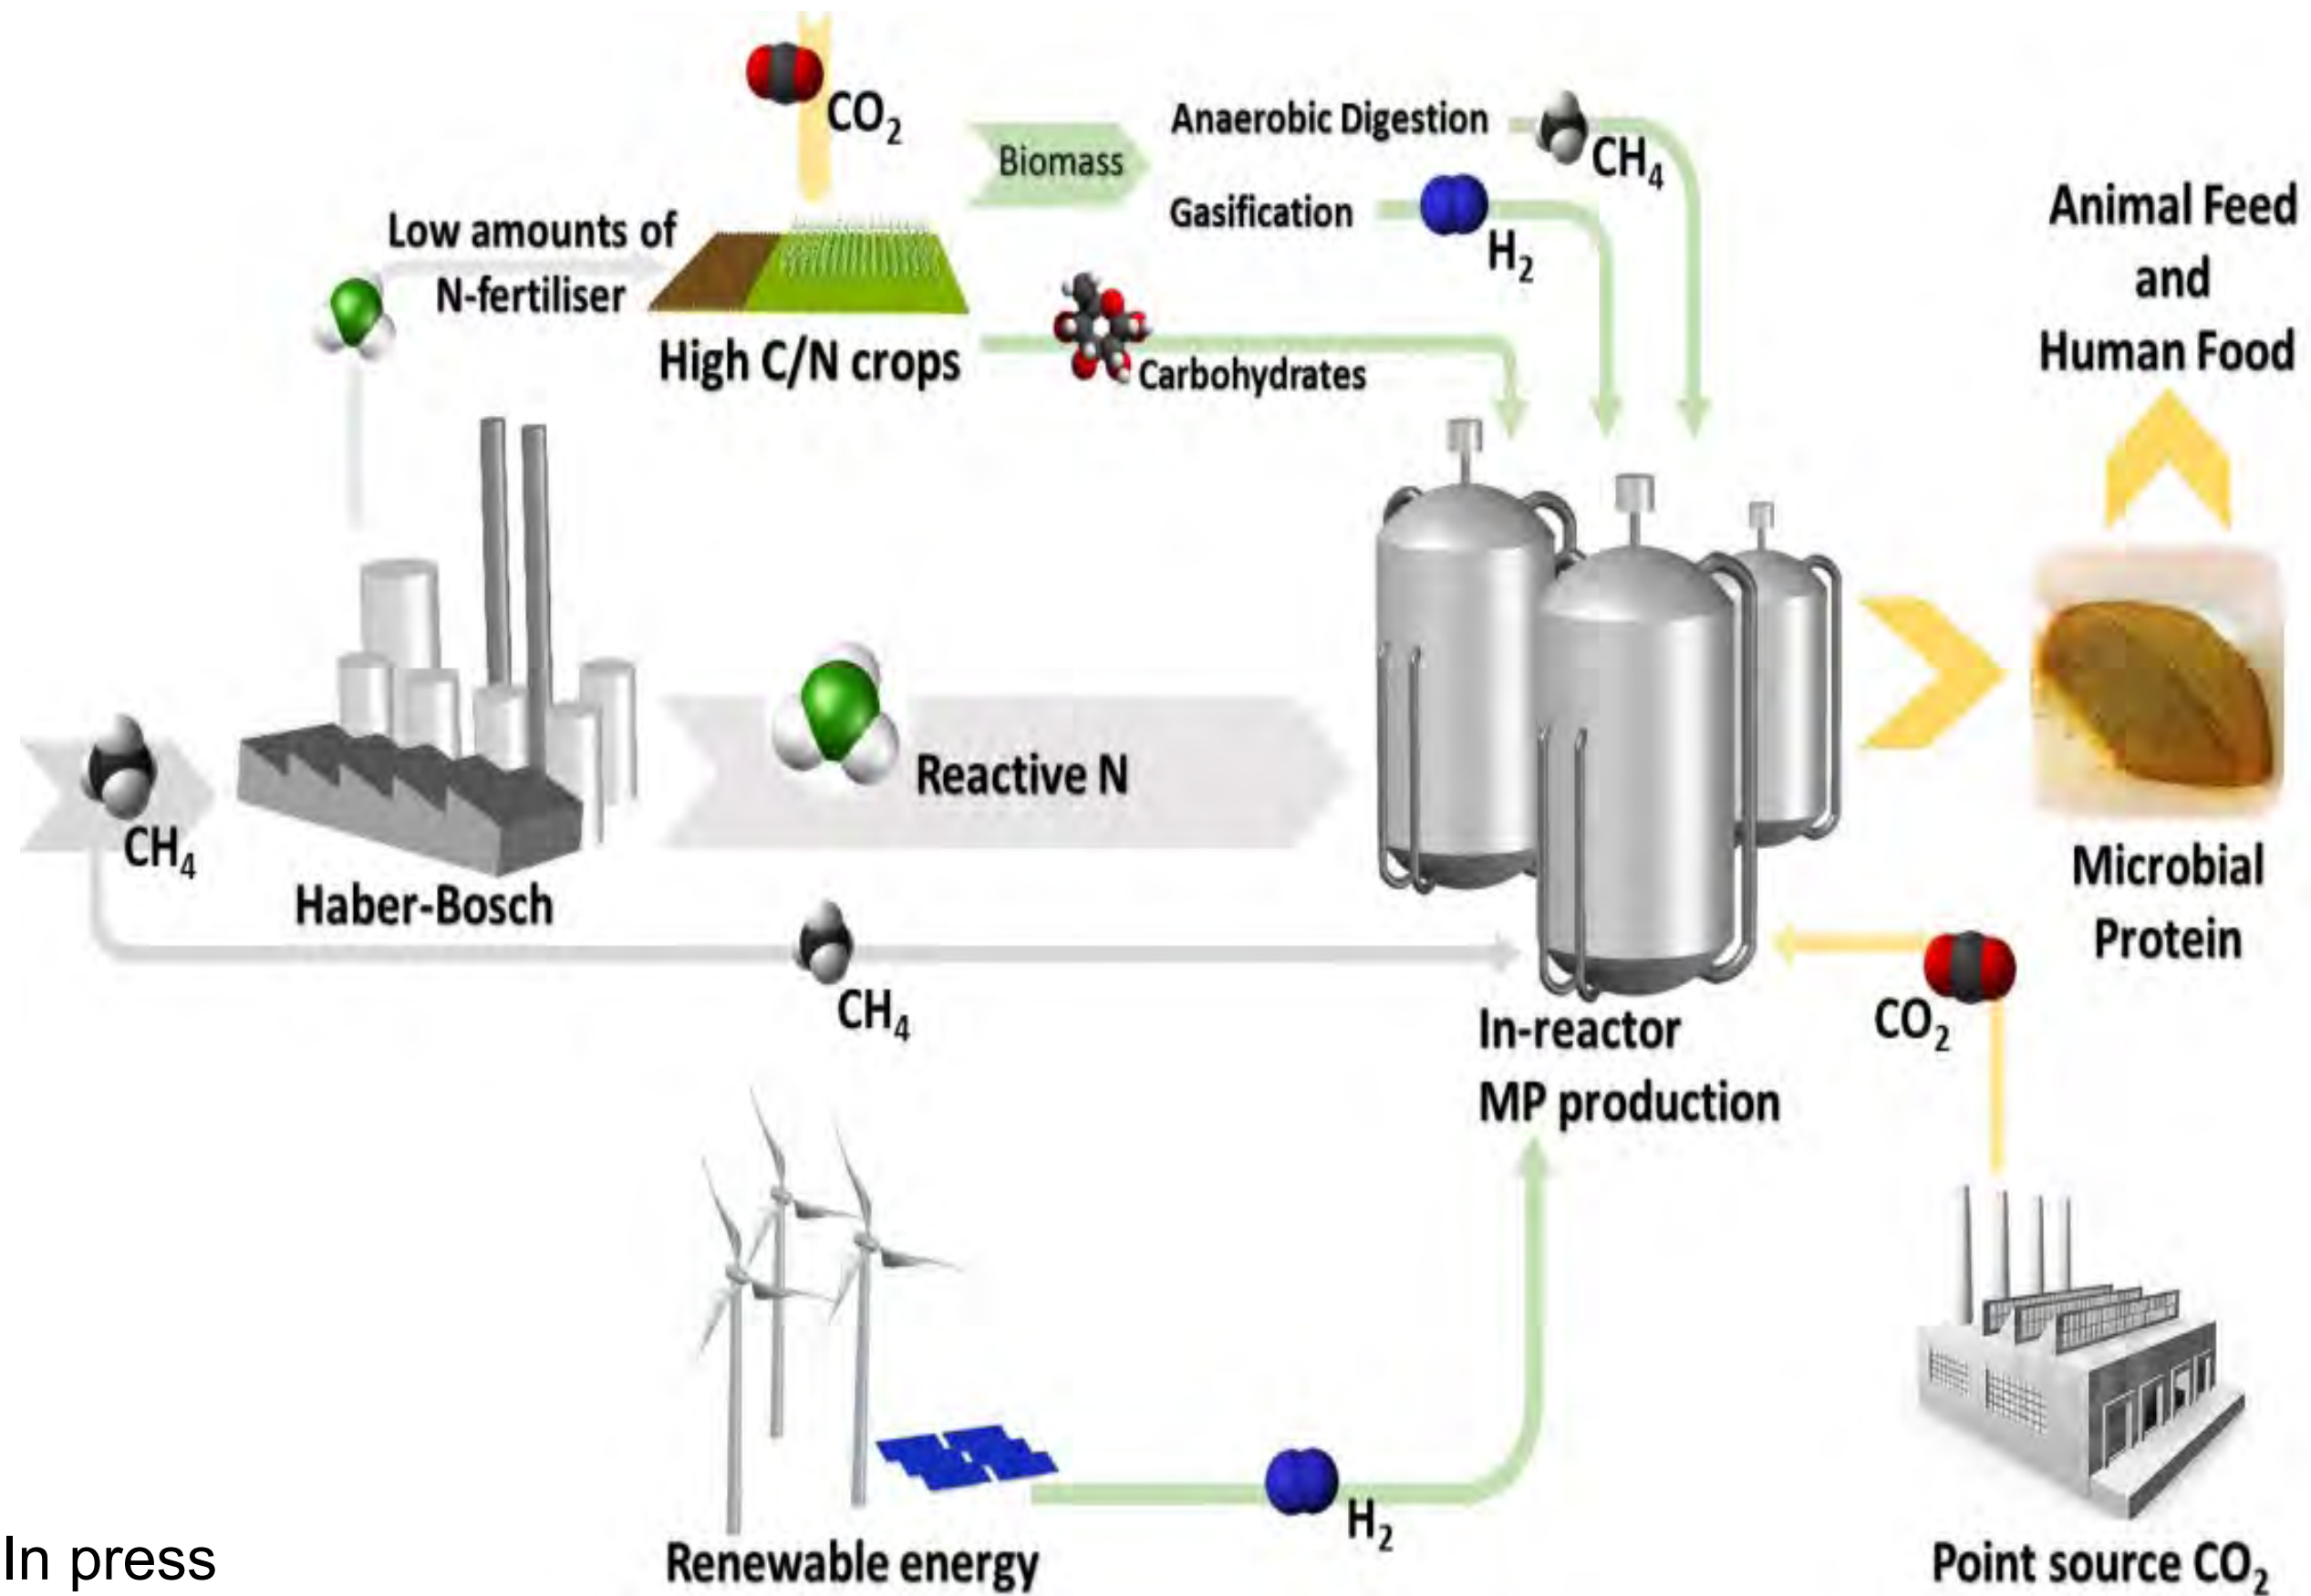 CO₂
Biomass
Anaerobic Digestion
CH₄
Gasification
H₂
Low amounts of
N-fertiliser
High C/N crops
Carbohydrates
Animal Feed
and
Human Food
CH₄
Haber-Bosch
Reactive N
CH₄
In-reactor
MP production
Microbial
Protein
CO₂
Renewable energy
H₂
Point source CO₂
In press